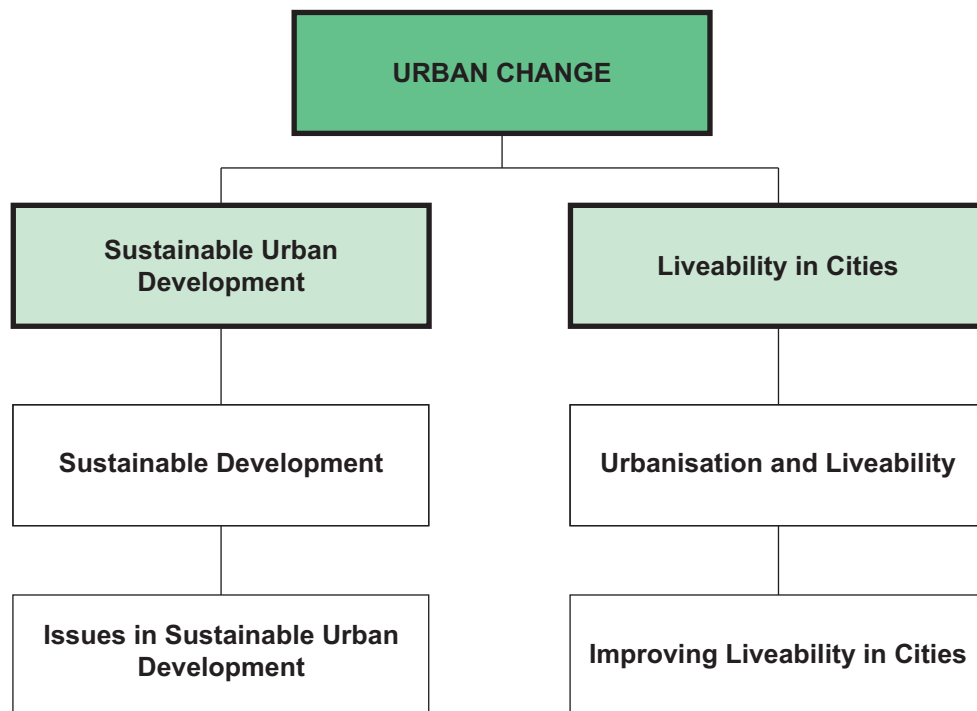 URBAN CHANGE
Sustainable Urban
Development
Liveability in Cities
Sustainable Development
Urbanisation and Liveability
Issues in Sustainable Urban
Development
Improving Liveability in Cities